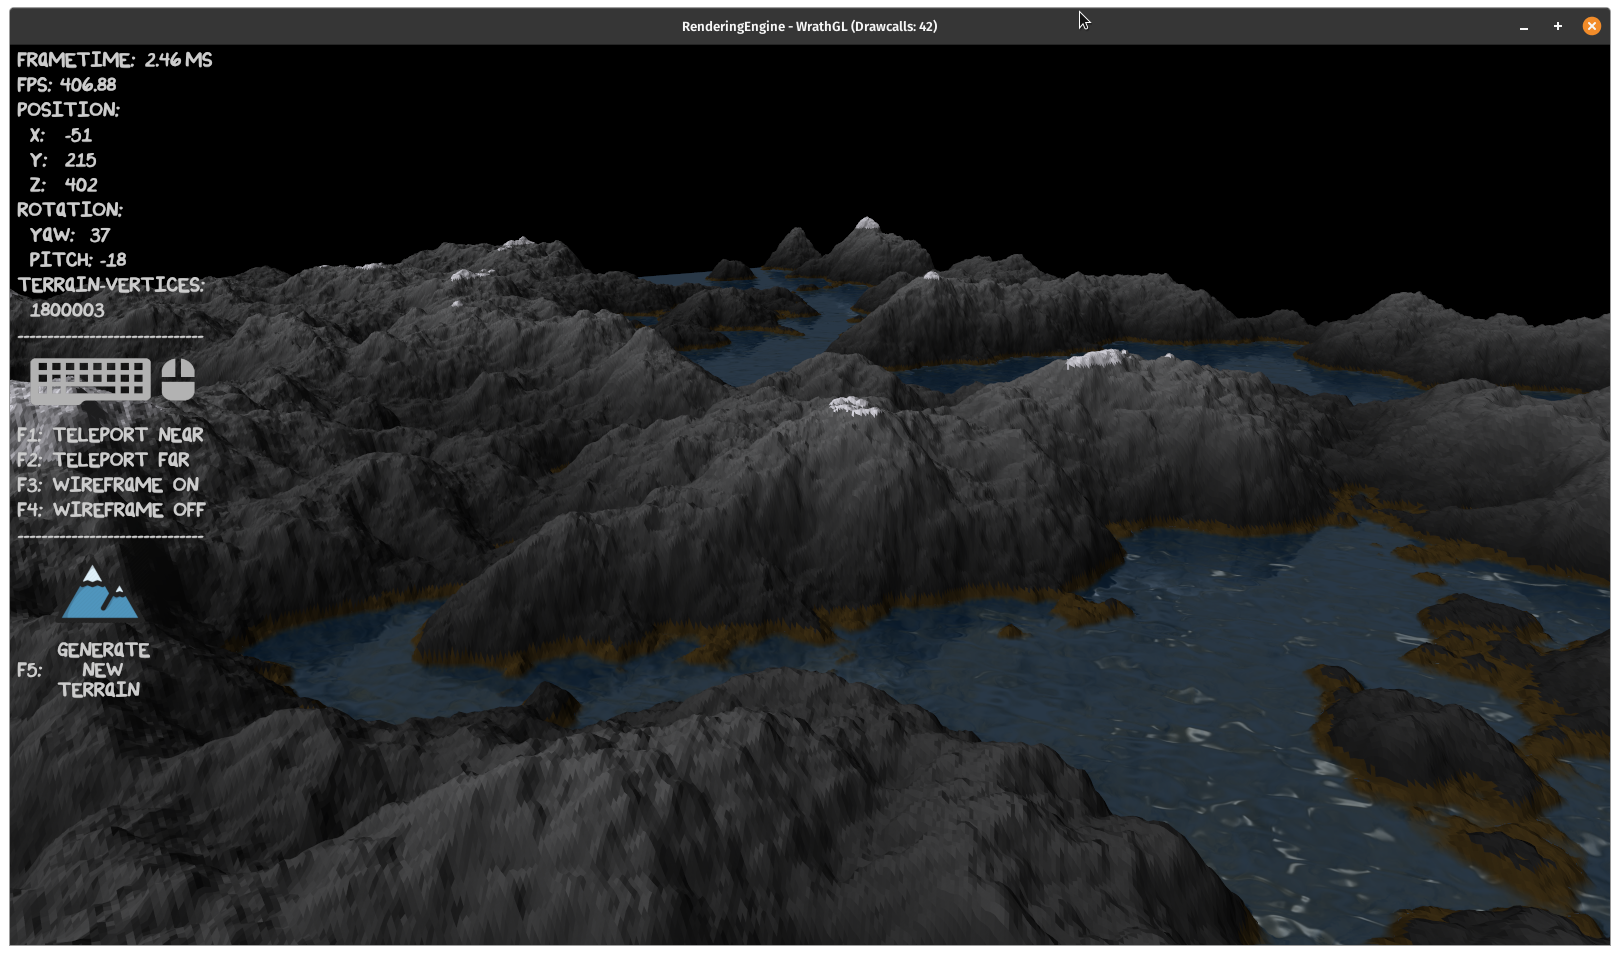 RenderingEngine - WrathGL (Drawcalls: 42)
FRAMETIME: 2.46 MS
FPS: 406.88
POSITION:
X: -51
Y: 215
Z: 402
ROTATION:
YAW: 37
PITCH: -18
TERRAIN-VERTICES:
1800003
-------------------------------
F1: TELEPORT NEAR
F2: TELEPORT FAR
F3: WIREFRAME ON
F4: WIREFRAME OFF
-------------------------------
GENERATE
F5: NEW
TERRAIN